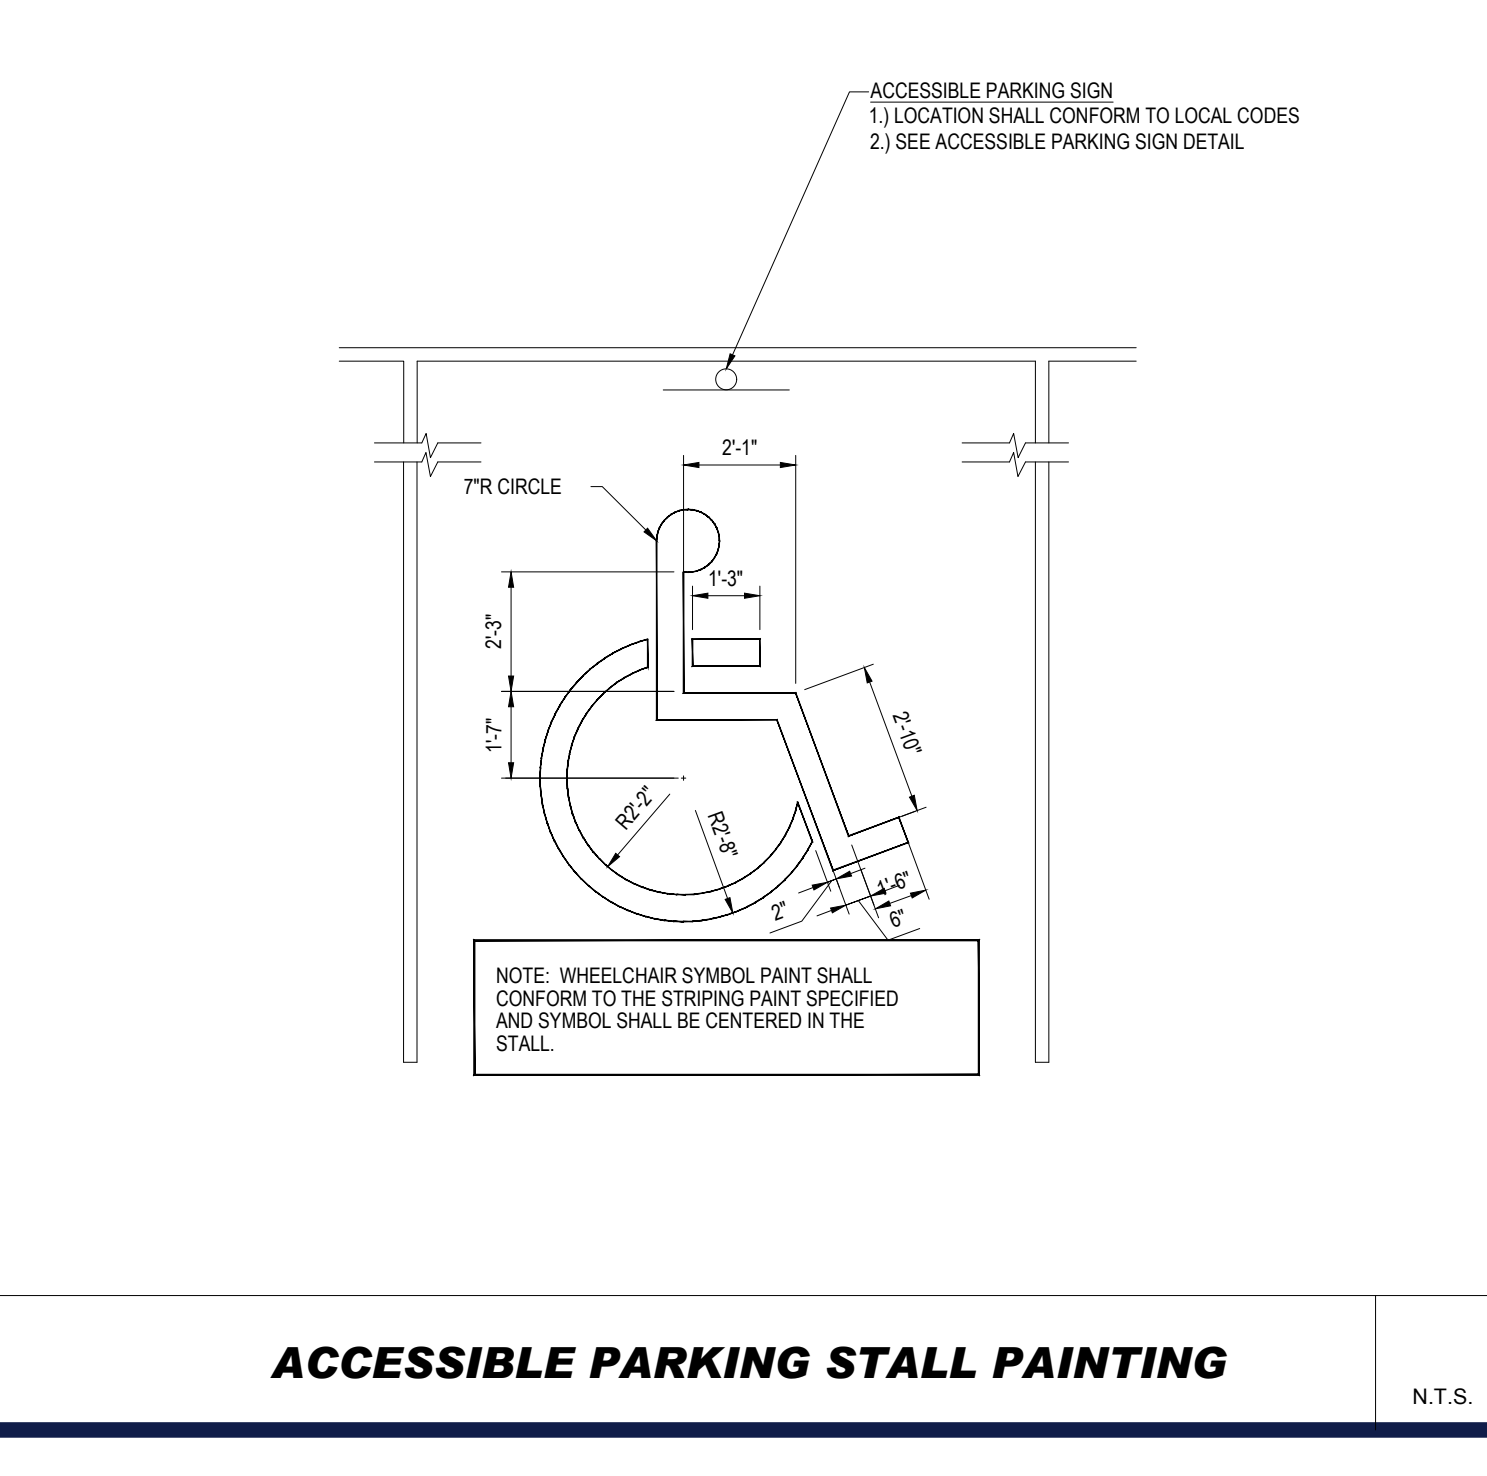 ACCESSIBLE PARKING SIGN
1.) LOCATION SHALL CONFORM TO LOCAL CODES
2.) SEE ACCESSIBLE PARKING SIGN DETAIL
2'-1"
7"R CIRCLE
1'-3"
2'-3"
1'-7"
2'-10"
R2'-2"
R2'-8"
1'-6"
2"
6"
NOTE: WHEELCHAIR SYMBOL PAINT SHALL
CONFORM TO THE STRIPING PAINT SPECIFIED
AND SYMBOL SHALL BE CENTERED IN THE
STALL.
ACCESSIBLE PARKING STALL PAINTING
N.T.S.